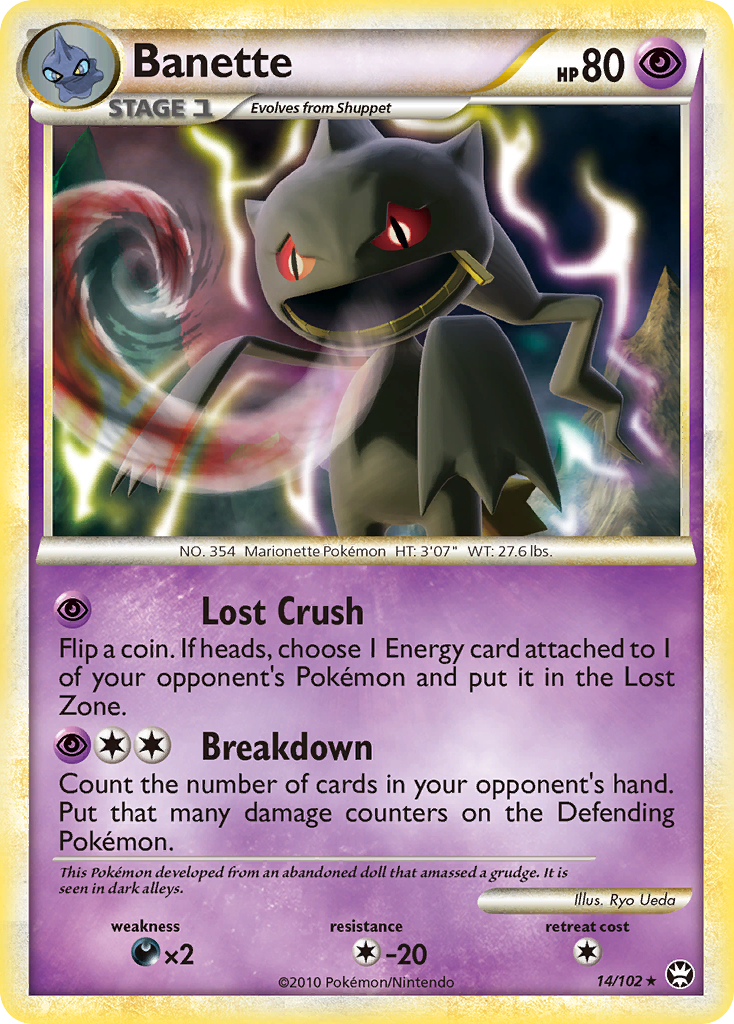 Banette
HP 80
STAGE 1
Evolves from Shuppet
NO. 354 Marionette Pokémon HT: 3'07" WT: 27.6 lbs.
Lost Crush
Flip a coin. If heads, choose 1 Energy card attached to 1
of your opponent's Pokémon and put it in the Lost
Zone.
Breakdown
Count the number of cards in your opponent's hand.
Put that many damage counters on the Defending
Pokémon.
This Pokémon developed from an abandoned doll that amassed a grudge. It is
seen in dark alleys.
Illus. Ryo Ueda
weakness resistance retreat cost
×2 -20
©2010 Pokémon/Nintendo 14/102 ★